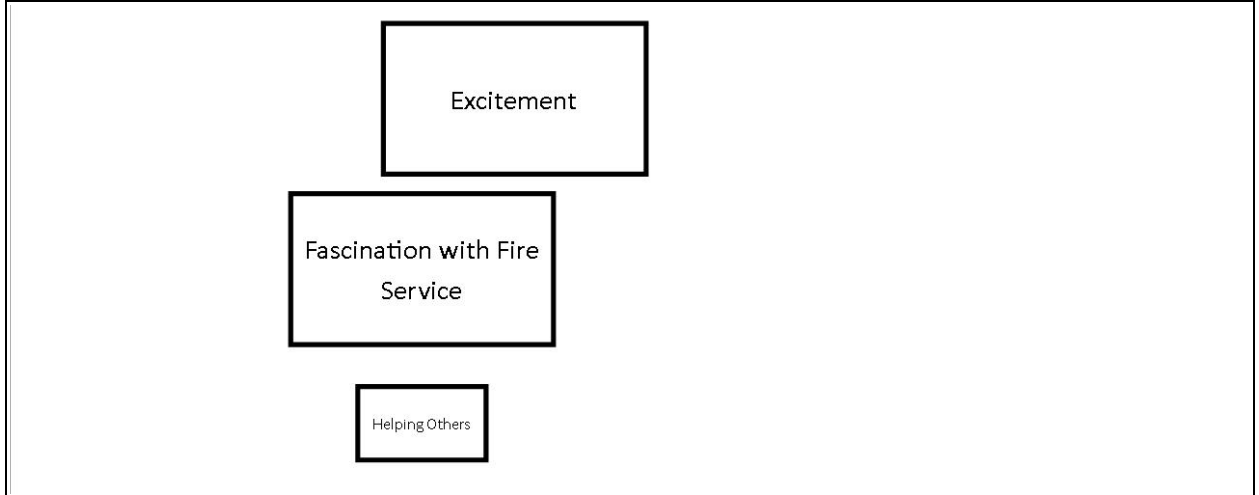 Excitement
Fascination with Fire
Service
Helping Others